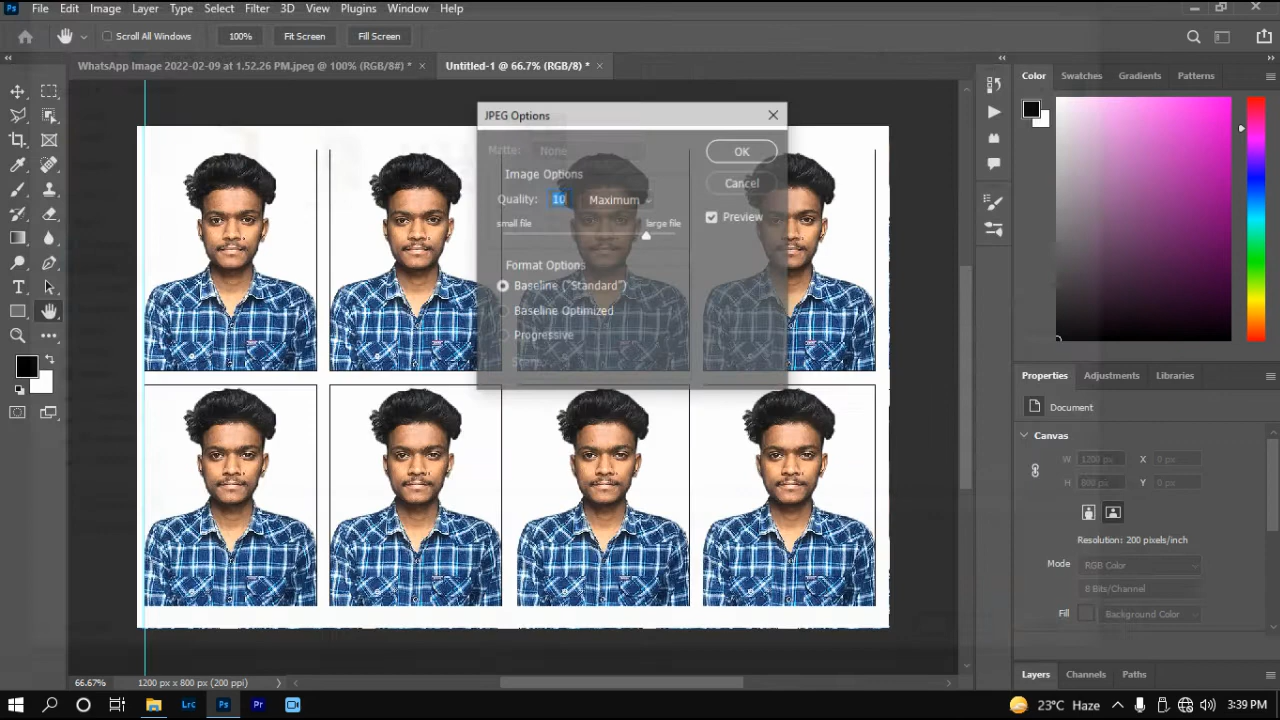 Ps File Edit Image Layer Type Select Filter 3D View Plugins Window Help
Scroll All Windows 100% Fit Screen Fill Screen
WhatsApp Image 2022-02-09 at 1.52.26 PM.jpeg @ 100% (RGB/8#) * × Untitled-1 @ 66.7% (RGB/8) * ×
Color Swatches Gradients Patterns
JPEG Options
Matte: None
OK
Image Options
Cancel
Quality: 10 Maximum
Preview
small file large file
Format Options
Baseline ("Standard")
Baseline Optimized
Progressive
Properties Adjustments Libraries
Document
Canvas
W 1200 px X 0 px
H 800 px Y 0 px
Resolution: 200 pixels/inch
Mode RGB Color
8 Bits/Channel
Fill Background Color
Layers Channels Paths
66.67% 1200 px x 800 px (200 ppi)
Lrc Ps Pr 23°C Haze 3:39 PM